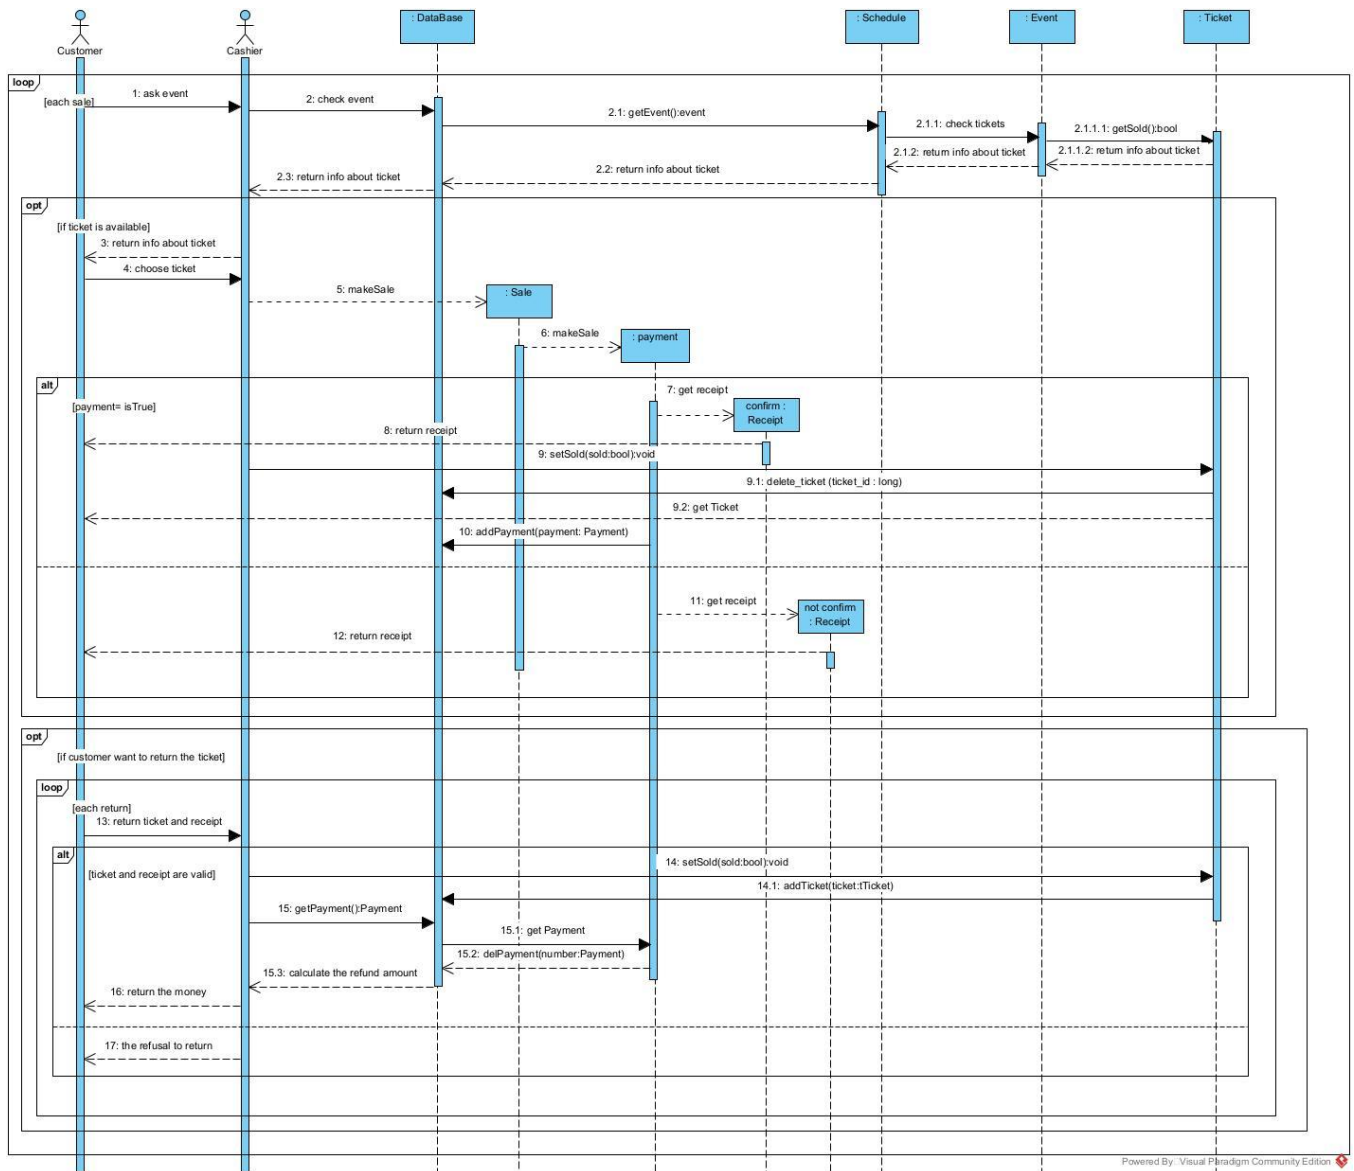 : DataBase
: Schedule
: Event
: Ticket
Customer
Cashier
loop
[each sale]
1: ask event
2: check event
2.1: getEvent():event
2.1.1: check tickets
2.1.1.1: getSold():bool
2.1.1.2: return info about ticket
2.1.2: return info about ticket
2.2: return info about ticket
2.3: return info about ticket
opt
[if ticket is available]
3: return info about ticket
4: choose ticket
5: makeSale
: Sale
6: makeSale
: payment
alt
[payment= isTrue]
7: get receipt
confirm :
Receipt
8: return receipt
9: setSold(sold:bool):void
9.1: delete_ticket (ticket_id : long)
9.2: get Ticket
10: addPayment(payment: Payment)
11: get receipt
not confirm
: Receipt
12: return receipt
opt
[if customer want to return the ticket]
loop
[each return]
13: return ticket and receipt
alt
[ticket and receipt are valid]
14: setSold(sold:bool):void
14.1: addTicket(ticket:tTicket)
15: getPayment():Payment
15.1: get Payment
15.2: delPayment(number:Payment)
15.3: calculate the refund amount
16: return the money
17: the refusal to return
Powered By Visual Paradigm Community Edition